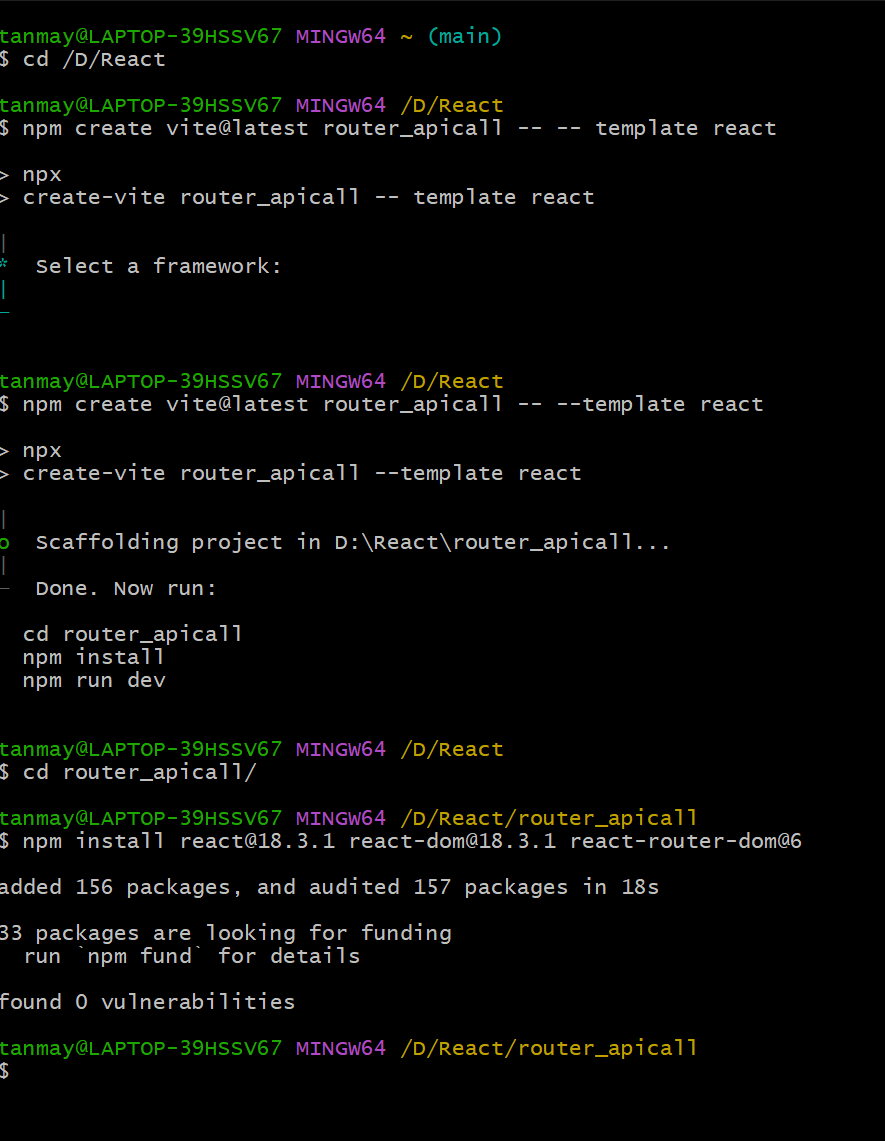 tanmay@LAPTOP-39HSSV67 MINGW64 ~ (main)
$ cd /D/React
tanmay@LAPTOP-39HSSV67 MINGW64 /D/React
$ npm create vite@latest router_apicall -- -- template react
> npx
> create-vite router_apicall -- template react
|
*  Select a framework:
|
—
tanmay@LAPTOP-39HSSV67 MINGW64 /D/React
$ npm create vite@latest router_apicall -- --template react
> npx
> create-vite router_apicall --template react
|
o  Scaffolding project in D:\React\router_apicall...
|
—  Done. Now run:
cd router_apicall
npm install
npm run dev
tanmay@LAPTOP-39HSSV67 MINGW64 /D/React
$ cd router_apicall/
tanmay@LAPTOP-39HSSV67 MINGW64 /D/React/router_apicall
$ npm install react@18.3.1 react-dom@18.3.1 react-router-dom@6
added 156 packages, and audited 157 packages in 18s
33 packages are looking for funding
run `npm fund` for details
found 0 vulnerabilities
tanmay@LAPTOP-39HSSV67 MINGW64 /D/React/router_apicall
$